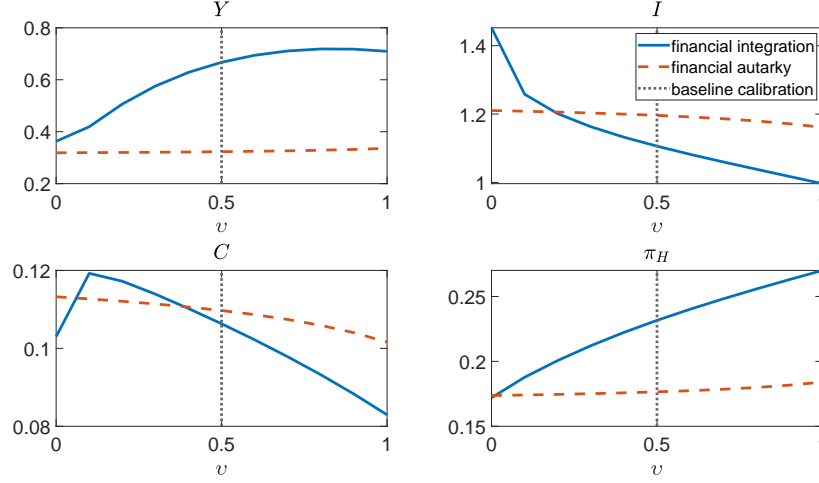 Y
0.8
0.6
0.4
0.2
0 0.5 1
υ
I
1.4
1.2
1
0 0.5 1
υ
financial integration
financial autarky
baseline calibration
C
0.12
0.1
0.08
0 0.5 1
υ
π_H
0.25
0.2
0.15
0 0.5 1
υ